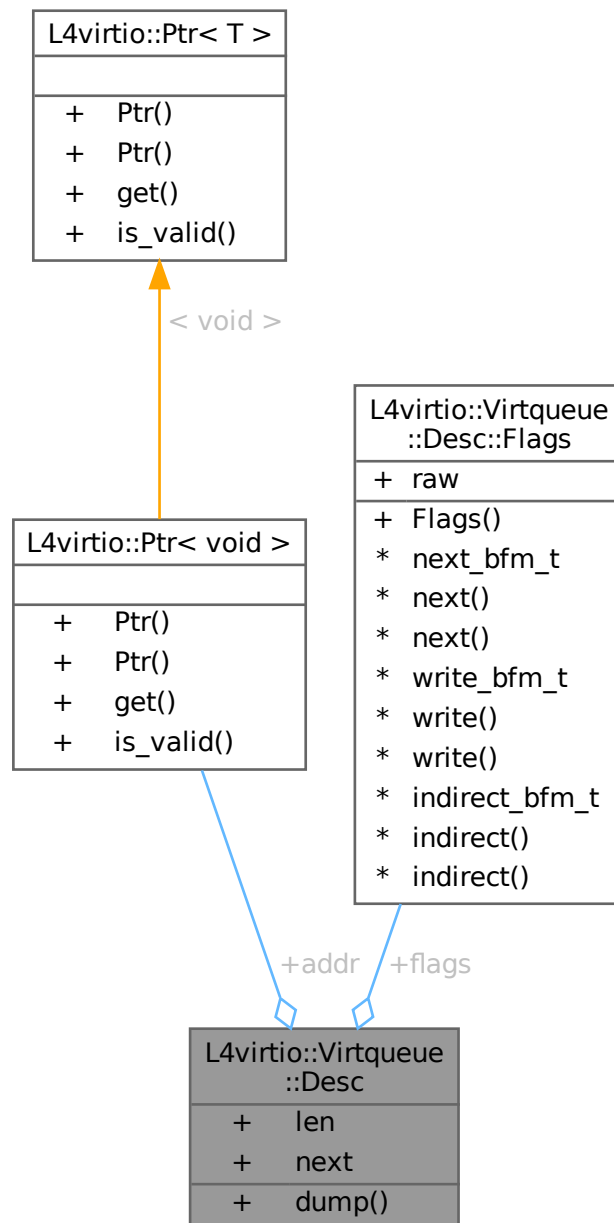 L4virtio::Ptr< T >
+ Ptr()
+ Ptr()
+ get()
+ is_valid()
< void >
L4virtio::Virtqueue
::Desc::Flags
+ raw
+ Flags()
* next_bfm_t
* next()
* next()
* write_bfm_t
* write()
* write()
* indirect_bfm_t
* indirect()
* indirect()
L4virtio::Ptr< void >
+ Ptr()
+ Ptr()
+ get()
+ is_valid()
+addr
+flags
L4virtio::Virtqueue
::Desc
+ len
+ next
+ dump()